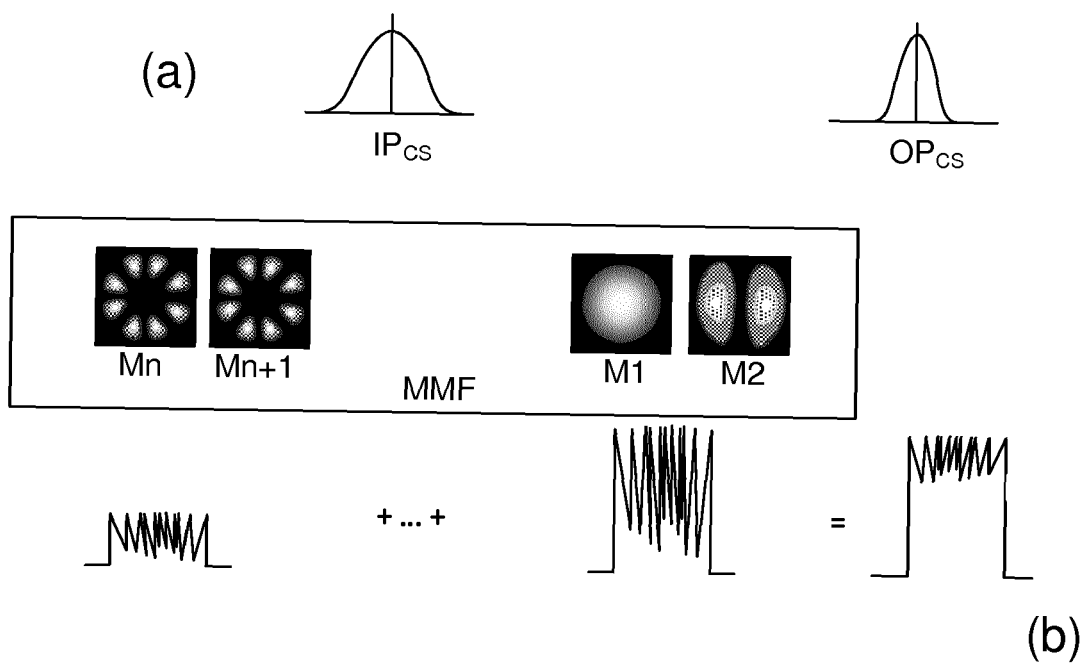 (a)
IPCS
OPCS
Mn
Mn+1
M1
M2
MMF
+ ... +
=
(b)